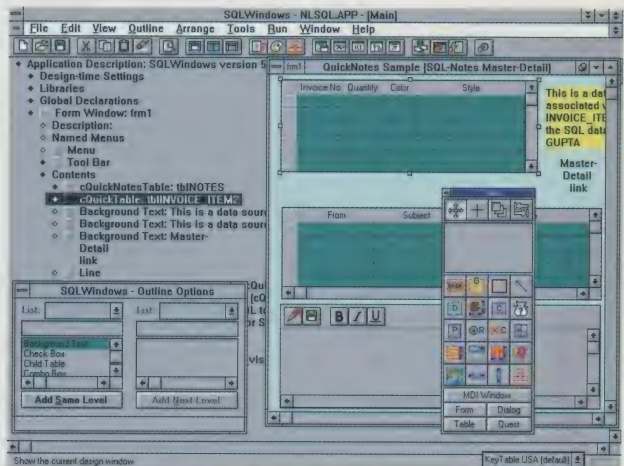 SQLWindows - NLSQL.APP - [Main]
File Edit View Outline Arrange Tools Run Window Help
Application Description: SQLWindows version 5
Design-time Settings
Libraries
Global Declarations
Form Window: frm1
Description:
Named Menus
Menu
Tool Bar
Contents
cQuickNotesTable: tblNOTES
cQuickTable: tblINVOICE_ITEM2
Background Text: This is a data sour
Background Text: This is a data sour
Background Text: Master-
Detail
link
Line
frm1
QuickNotes Sample [SQL-Notes Master-Detail]
Invoice No Quantity Color Style
This is a dat
associated
INVOICE_ITE
the SQL data
GUPTA
Master-
Detail
link
From Subject
B I U
SQLWindows - Outline Options
List: List:
Background Text
Check Box
Child Table
Combo Box
Add Same Level Add Next Level
MDI Window
Form Dialog
Table Quest
Show the current design window
KeyTable USA (default)